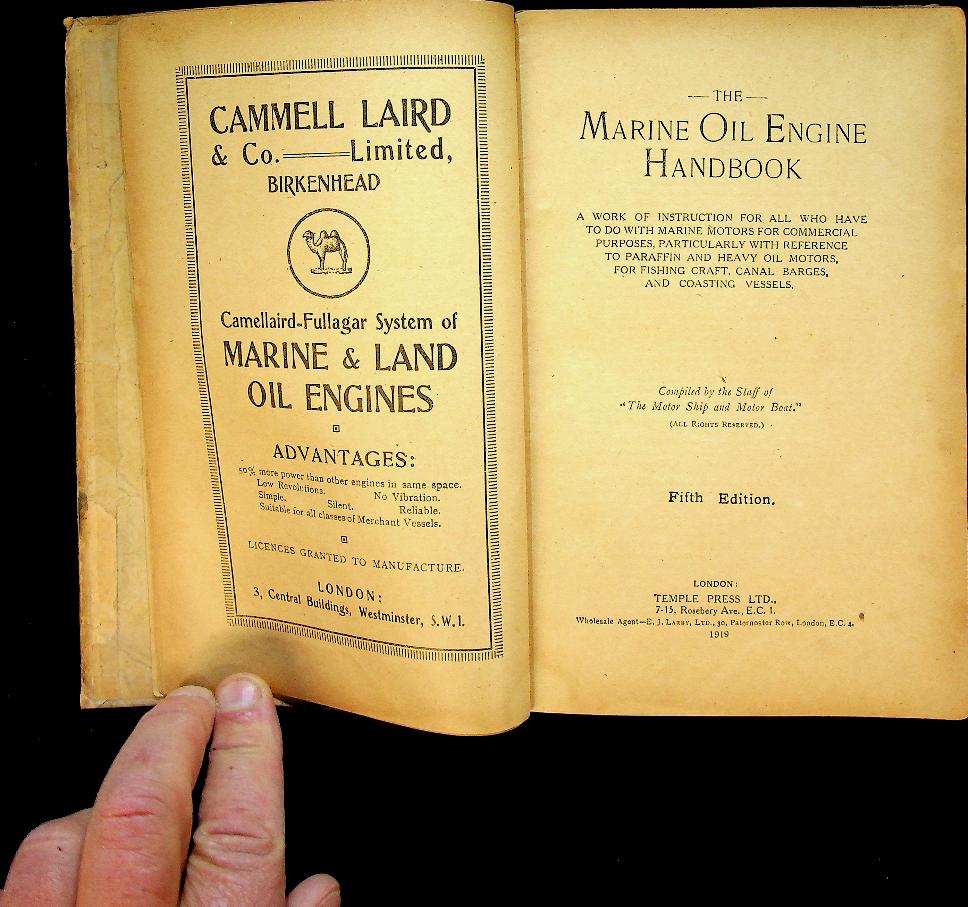 CAMMELL LAIRD
& Co. Limited,
BIRKENHEAD
Camellaird-Fullagar System of
MARINE & LAND
OIL ENGINES
ADVANTAGES:
50% more power than other engines in same space.
Low Revolutions. No Vibration.
Simple. Silent. Reliable.
Suitable for all classes of Merchant Vessels.
LICENCES GRANTED TO MANUFACTURE.
LONDON:
3, Central Buildings, Westminster, S.W.1.
THE
MARINE OIL ENGINE
HANDBOOK
A WORK OF INSTRUCTION FOR ALL WHO HAVE
TO DO WITH MARINE MOTORS FOR COMMERCIAL
PURPOSES, PARTICULARLY WITH REFERENCE
TO PARAFFIN AND HEAVY OIL MOTORS,
FOR FISHING CRAFT, CANAL BARGES,
AND COASTING VESSELS.
Compiled by the Staff of
"The Motor Ship and Motor Boat."
(ALL RIGHTS RESERVED.)
Fifth Edition.
LONDON:
TEMPLE PRESS LTD.,
7-15, Rosebery Ave., E.C. 1.
Wholesale Agent—E. J. LARBY, LTD., 30, Paternoster Row, London, E.C. 4.
1919